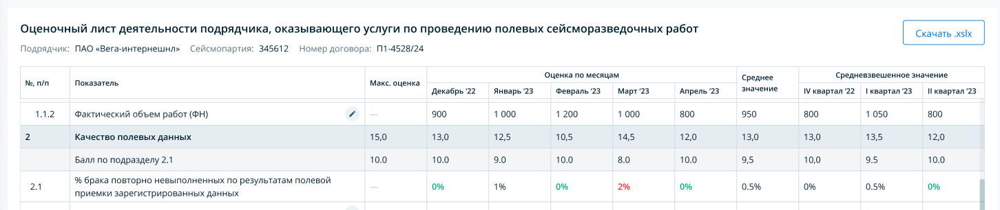 Оценочный лист деятельности подрядчика, оказывающего услуги по проведению полевых сейсморазведочных работ
Скачать .xslx
Подрядчик: ПАО «Вега-интернешнл» Сейсмопартия: 345612 Номер договора: П1-4528/24
№, п/п Показатель Макс. оценка Оценка по месяцам Среднее значение Средневзвешенное значение
Декабрь ‘22 Январь ‘23 Февраль ‘23 Март ‘23 Апрель ‘23 IV квартал ‘22 I квартал ‘23 II квартал ‘23
1.1.2 Фактический объем работ (ФН) — 900 1 000 1 200 1 000 800 950 800 1 050 800
2 Качество полевых данных 15,0 13,0 12,5 10,5 14,5 12,0 13,0 13,0 13,5 12,0
Балл по подразделу 2.1 10.0 10.0 9.0 10.0 8.0 10.0 9,5 10,0 9.5 10.0
2.1 % брака повторно невыполненных по результатам полевой
приемки зарегистрированных данных — 0% 1% 0% 2% 0% 0.5% 0% 0.5% 0%